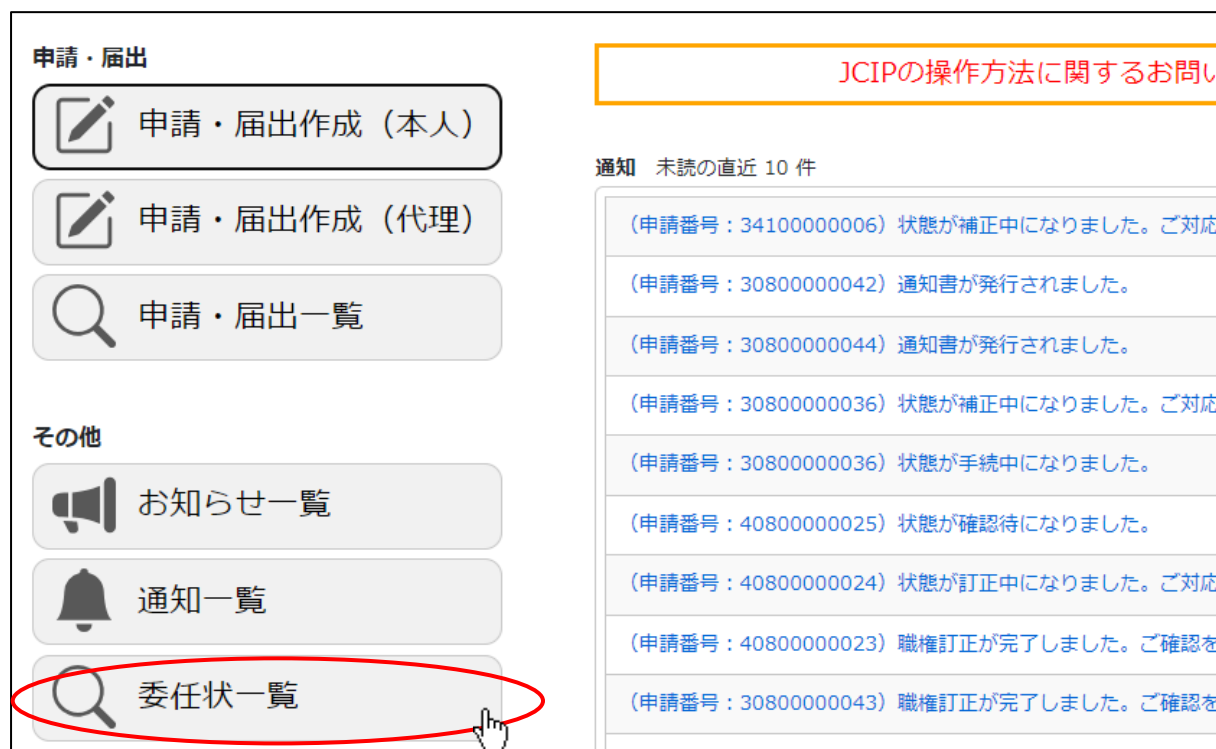 申請・届出
申請・届出作成（本人）
申請・届出作成（代理）
申請・届出一覧
その他
お知らせ一覧
通知一覧
委任状一覧
JCIPの操作方法に関するお問い
通知 未読の直近 10 件
（申請番号：34100000006）状態が補正中になりました。ご対応
（申請番号：30800000042）通知書が発行されました。
（申請番号：30800000044）通知書が発行されました。
（申請番号：30800000036）状態が補正中になりました。ご対応
（申請番号：30800000036）状態が手続中になりました。
（申請番号：40800000025）状態が確認待になりました。
（申請番号：40800000024）状態が訂正中になりました。ご対応
（申請番号：40800000023）職権訂正が完了しました。ご確認を
（申請番号：30800000043）職権訂正が完了しました。ご確認を